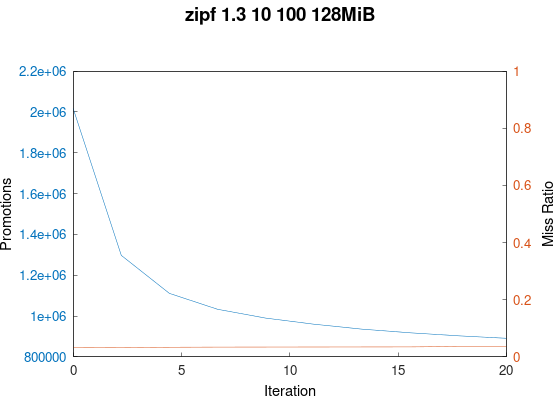 zipf 1.3 10 100 128MiB
2.2e+06
2e+06
1.8e+06
1.6e+06
1.4e+06
1.2e+06
1e+06
800000
Promotions
1
0.8
0.6
0.4
0.2
0
Miss Ratio
0
5
10
15
20
Iteration